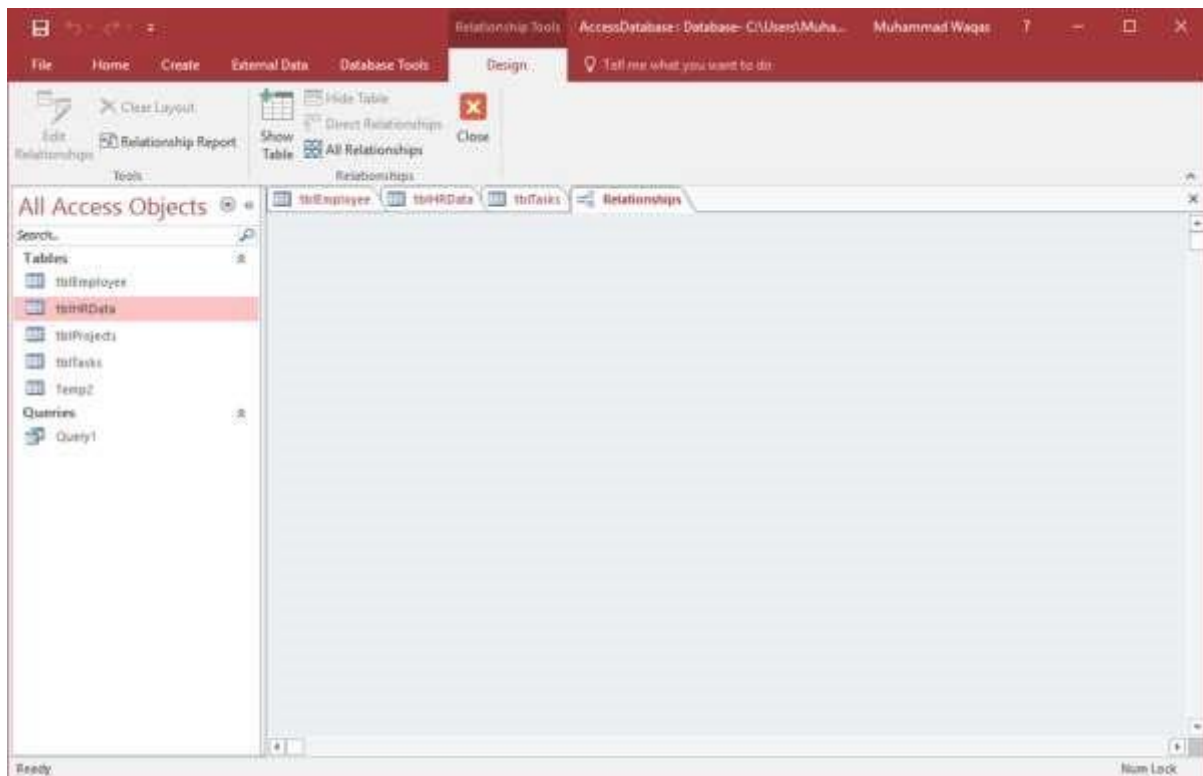 Relationship Tools AccessDatabase : Database- C:\Users\Muha... Muhammad Waqas ?
File Home Create External Data Database Tools Design Tell me what you want to do
Edit Relationships
Clear Layout
Relationship Report
Tools
Show Table
Hide Table
Direct Relationships
All Relationships
Relationships
Close
All Access Objects
Search...
Tables
tblEmployee
tblHRData
tblProjects
tblTasks
Temp2
Queries
Query1
tblEmployee tblHRData tblTasks Relationships
Ready Num Lock